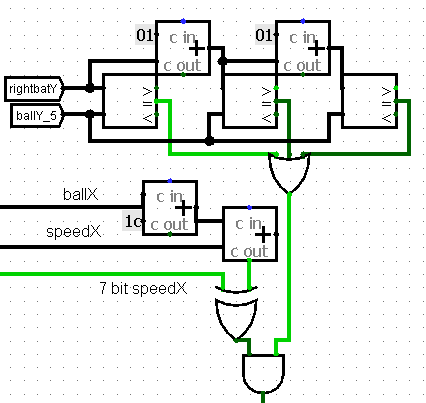 01
c in
+
c out
01
c in
+
c out
rightbatY
ballY_5
>
=
<
>
=
<
>
=
<
ballX
c in
+
1c
c out
speedX
c in
+
c out
7 bit speedX